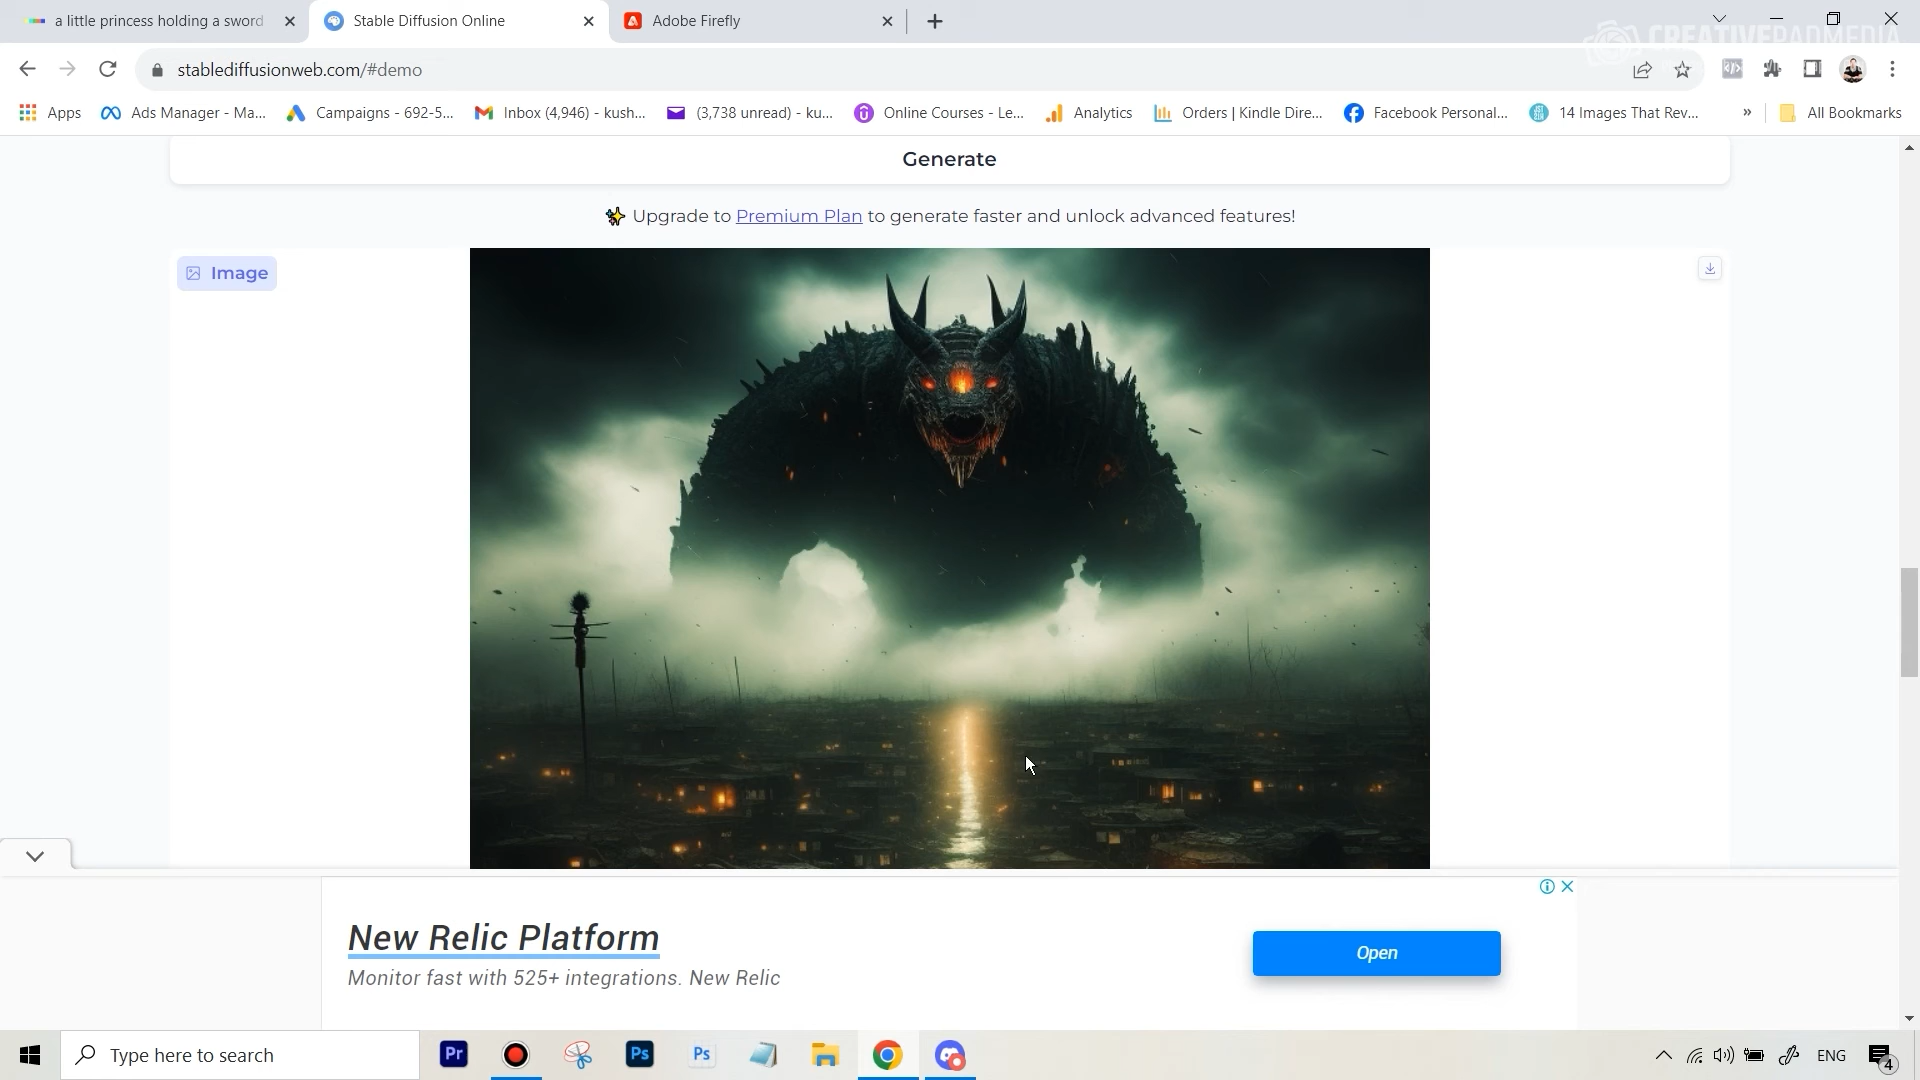 a little princess holding a sword
Stable Diffusion Online
Adobe Firefly
CREATIVEPADMEDIA
stablediffusionweb.com/#demo
Apps
Ads Manager - Ma...
Campaigns - 692-5...
Inbox (4,946) - kush...
(3,738 unread) - ku...
Online Courses - Le...
Analytics
Orders | Kindle Dire...
Facebook Personal...
14 Images That Rev...
»
All Bookmarks
Generate
Upgrade to Premium Plan to generate faster and unlock advanced features!
Image
New Relic Platform
Monitor fast with 525+ integrations. New Relic
Open
Type here to search
Pr
Ps
Ps
ENG
4